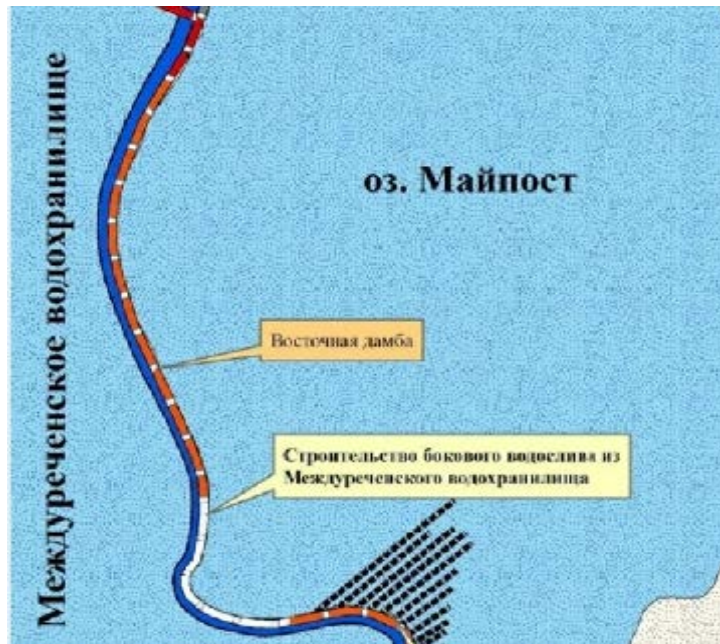 Междуреченское водохранилище
оз. Майпост
Восточная дамба
Строительство бокового водослива из
Междуреченского водохранилища